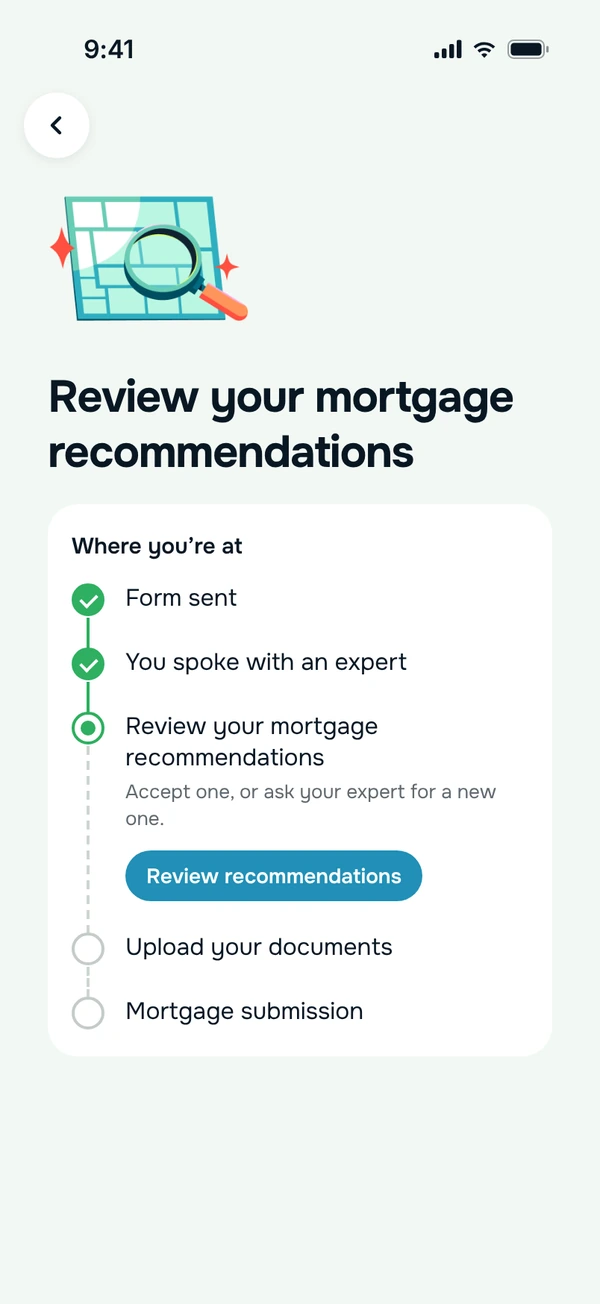 9:41
Review your mortgage
recommendations
Where you’re at
Form sent
You spoke with an expert
Review your mortgage
recommendations
Accept one, or ask your expert for a new
one.
Review recommendations
Upload your documents
Mortgage submission